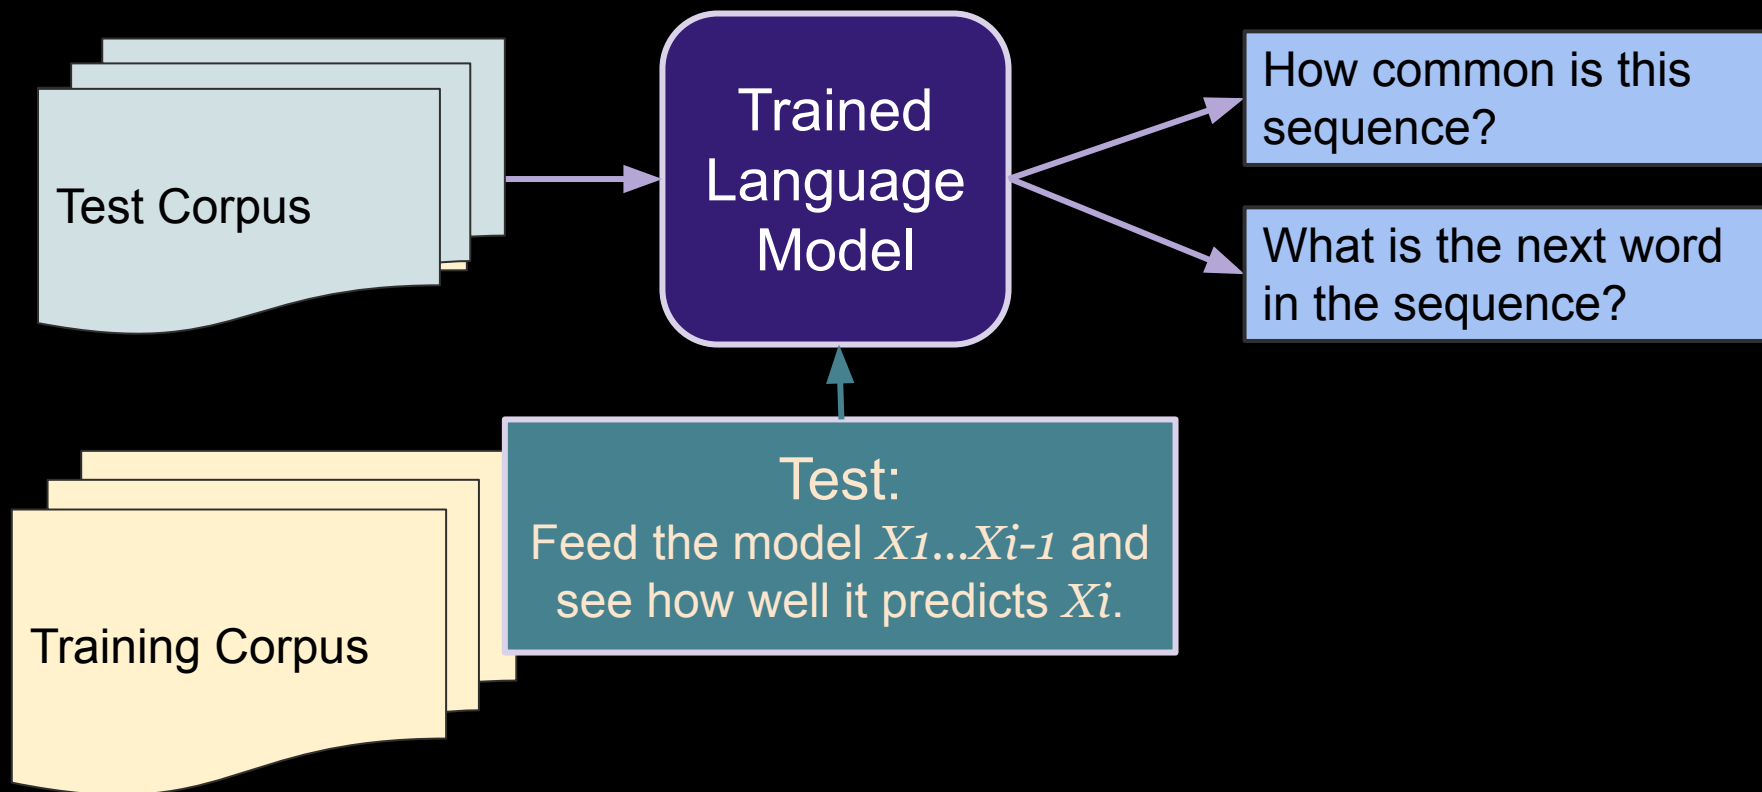 Test Corpus
Trained
Language
Model
How common is this
sequence?
What is the next word
in the sequence?
Test:
Feed the model X1...Xi-1 and
see how well it predicts Xi.
Training Corpus